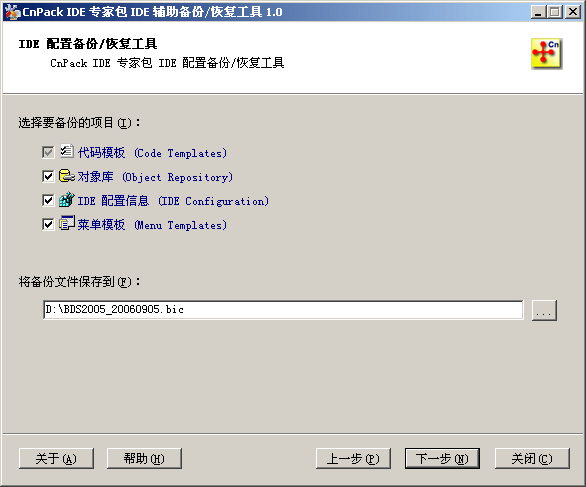 CnPack IDE 专家包 IDE 辅助备份/恢复工具 1.0
IDE 配置备份/恢复工具
CnPack IDE 专家包 IDE 配置备份/恢复工具
Cn
选择要备份的项目(I)：
代码模板 (Code Templates)
对象库 (Object Repository)
IDE 配置信息 (IDE Configuration)
菜单模板 (Menu Templates)
将备份文件保存到(F)：
D:\BDS2005_20060905.bic
...
关于(A) 帮助(H) 上一步(P) 下一步(N) 关闭(C)